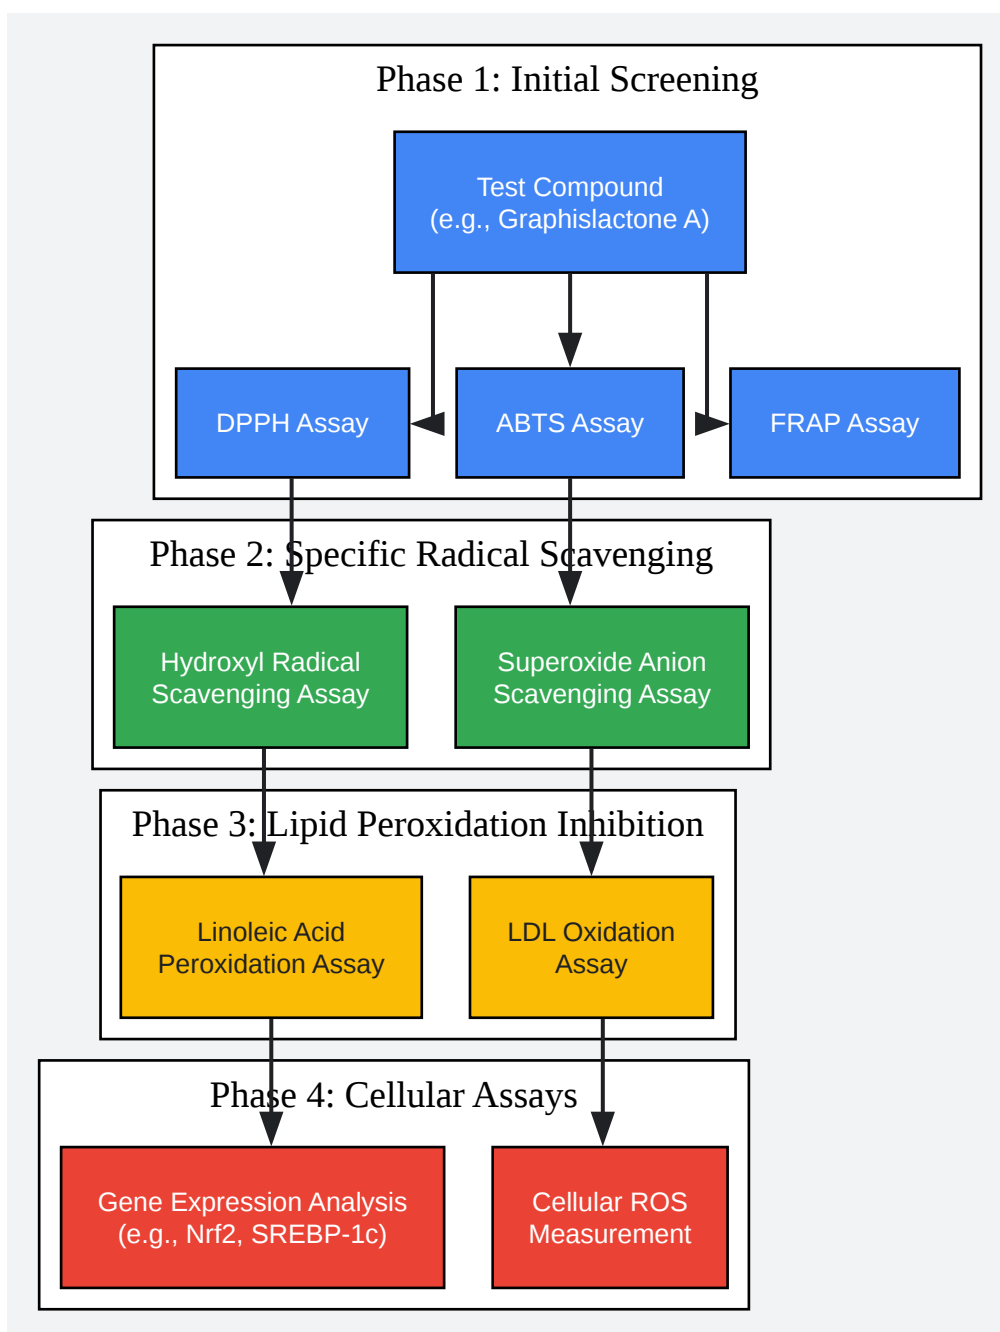 Phase 1: Initial Screening
Test Compound
(e.g., Graphislactone A)
DPPH Assay
ABTS Assay
FRAP Assay
Phase 2: Specific Radical Scavenging
Hydroxyl Radical
Scavenging Assay
Superoxide Anion
Scavenging Assay
Phase 3: Lipid Peroxidation Inhibition
Linoleic Acid
Peroxidation Assay
LDL Oxidation
Assay
Phase 4: Cellular Assays
Gene Expression Analysis
(e.g., Nrf2, SREBP-1c)
Cellular ROS
Measurement